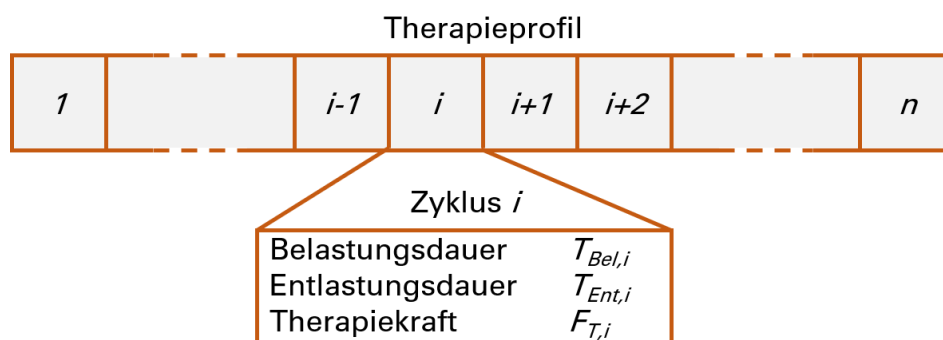 Therapieprofil
1 i-1 i i+1 i+2 n
Zyklus i
Belastungsdauer T_Bel,i
Entlastungsdauer T_Ent,i
Therapiekraft F_T,i